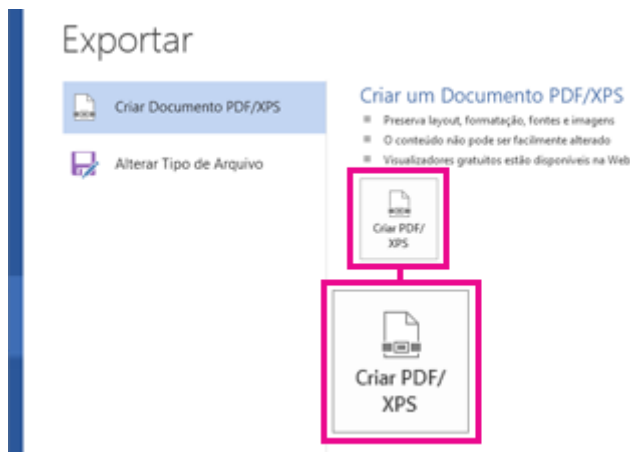 Exportar
Criar Documento PDF/XPS
Alterar Tipo de Arquivo
Criar um Documento PDF/XPS
Preserva layout, formatação, fontes e imagens
O conteúdo não pode ser facilmente alterado
Visualizadores gratuitos estão disponíveis na Web
Criar PDF/
XPS
Criar PDF/
XPS